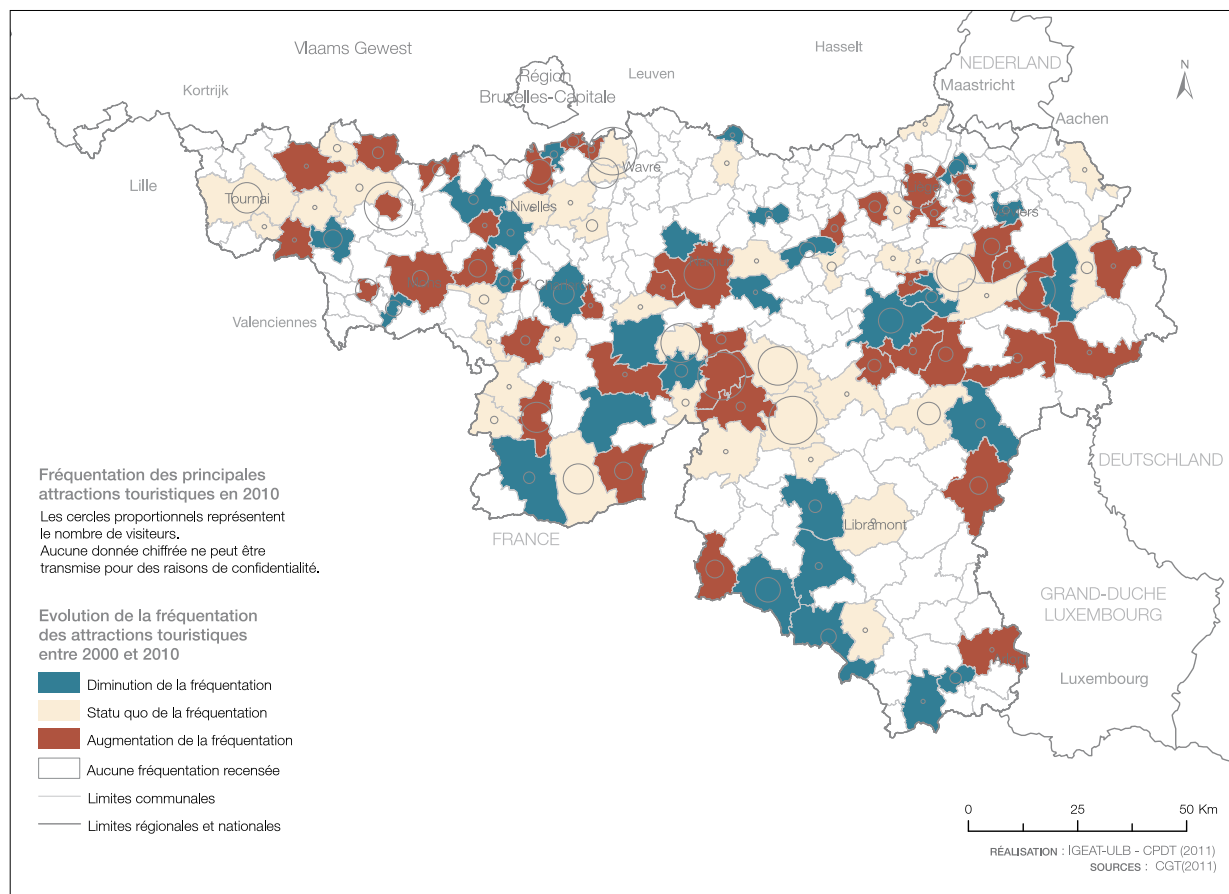 Vlaams Gewest
Hasselt
NEDERLAND
Maastricht
Région
Bruxelles-Capitale
Leuven
Kortrijk
N
Aachen
Lille
Wavre
Tournai
Nivelles
Valenciennes
Libramont
DEUTSCHLAND
FRANCE
GRAND-DUCHE
LUXEMBOURG
Luxembourg
Fréquentation des principales
attractions touristiques en 2010
Les cercles proportionnels représentent
le nombre de visiteurs.
Aucune donnée chiffrée ne peut être
transmise pour des raisons de confidentialité.
Evolution de la fréquentation
des attractions touristiques
entre 2000 et 2010
Diminution de la fréquentation
Statu quo de la fréquentation
Augmentation de la fréquentation
Aucune fréquentation recensée
Limites communales
Limites régionales et nationales
0 25 50 Km
RÉALISATION : IGEAT-ULB - CPDT (2011)
SOURCES : CGT(2011)